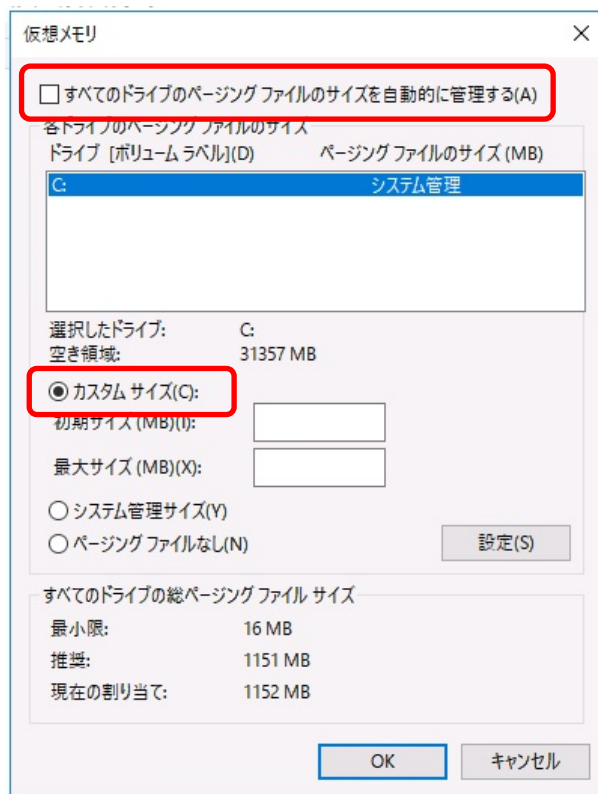 仮想メモリ
すべてのドライブのページング ファイルのサイズを自動的に管理する(A)
各ドライブのページング ファイルのサイズ
ドライブ [ボリューム ラベル](D) ページング ファイルのサイズ (MB)
C: システム管理
選択したドライブ: C:
空き領域: 31357 MB
カスタム サイズ(C):
初期サイズ (MB)(I):
最大サイズ (MB)(X):
システム管理サイズ(Y)
ページング ファイルなし(N) 設定(S)
すべてのドライブの総ページング ファイル サイズ
最小限: 16 MB
推奨: 1151 MB
現在の割り当て: 1152 MB
OK キャンセル